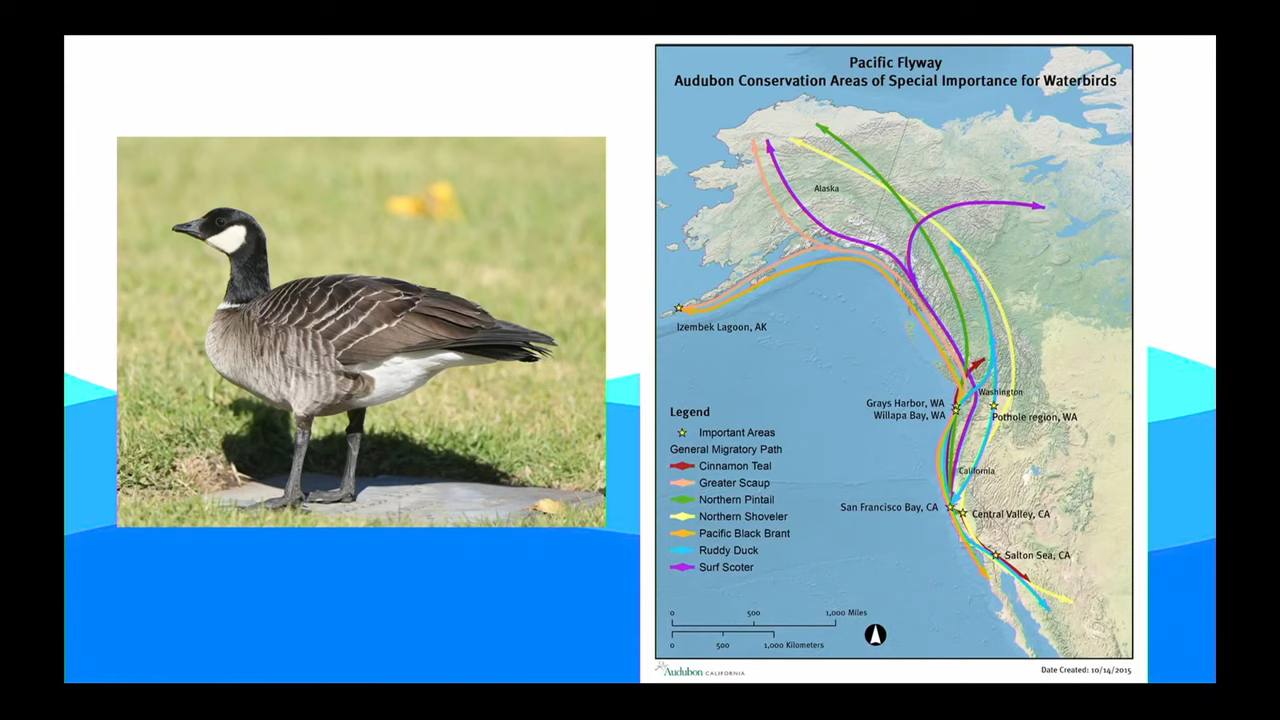 Pacific Flyway
Audubon Conservation Areas of Special Importance for Waterbirds
Alaska
Izembek Lagoon, AK
Washington
Grays Harbor, WA
Willapa Bay, WA
Pothole region, WA
California
San Francisco Bay, CA
Central Valley, CA
Salton Sea, CA
Legend
Important Areas
General Migratory Path
Cinnamon Teal
Greater Scaup
Northern Pintail
Northern Shoveler
Pacific Black Brant
Ruddy Duck
Surf Scoter
0 500 1,000 Miles
0 500 1,000 Kilometers
Audubon CALIFORNIA
Date Created: 10/14/2015